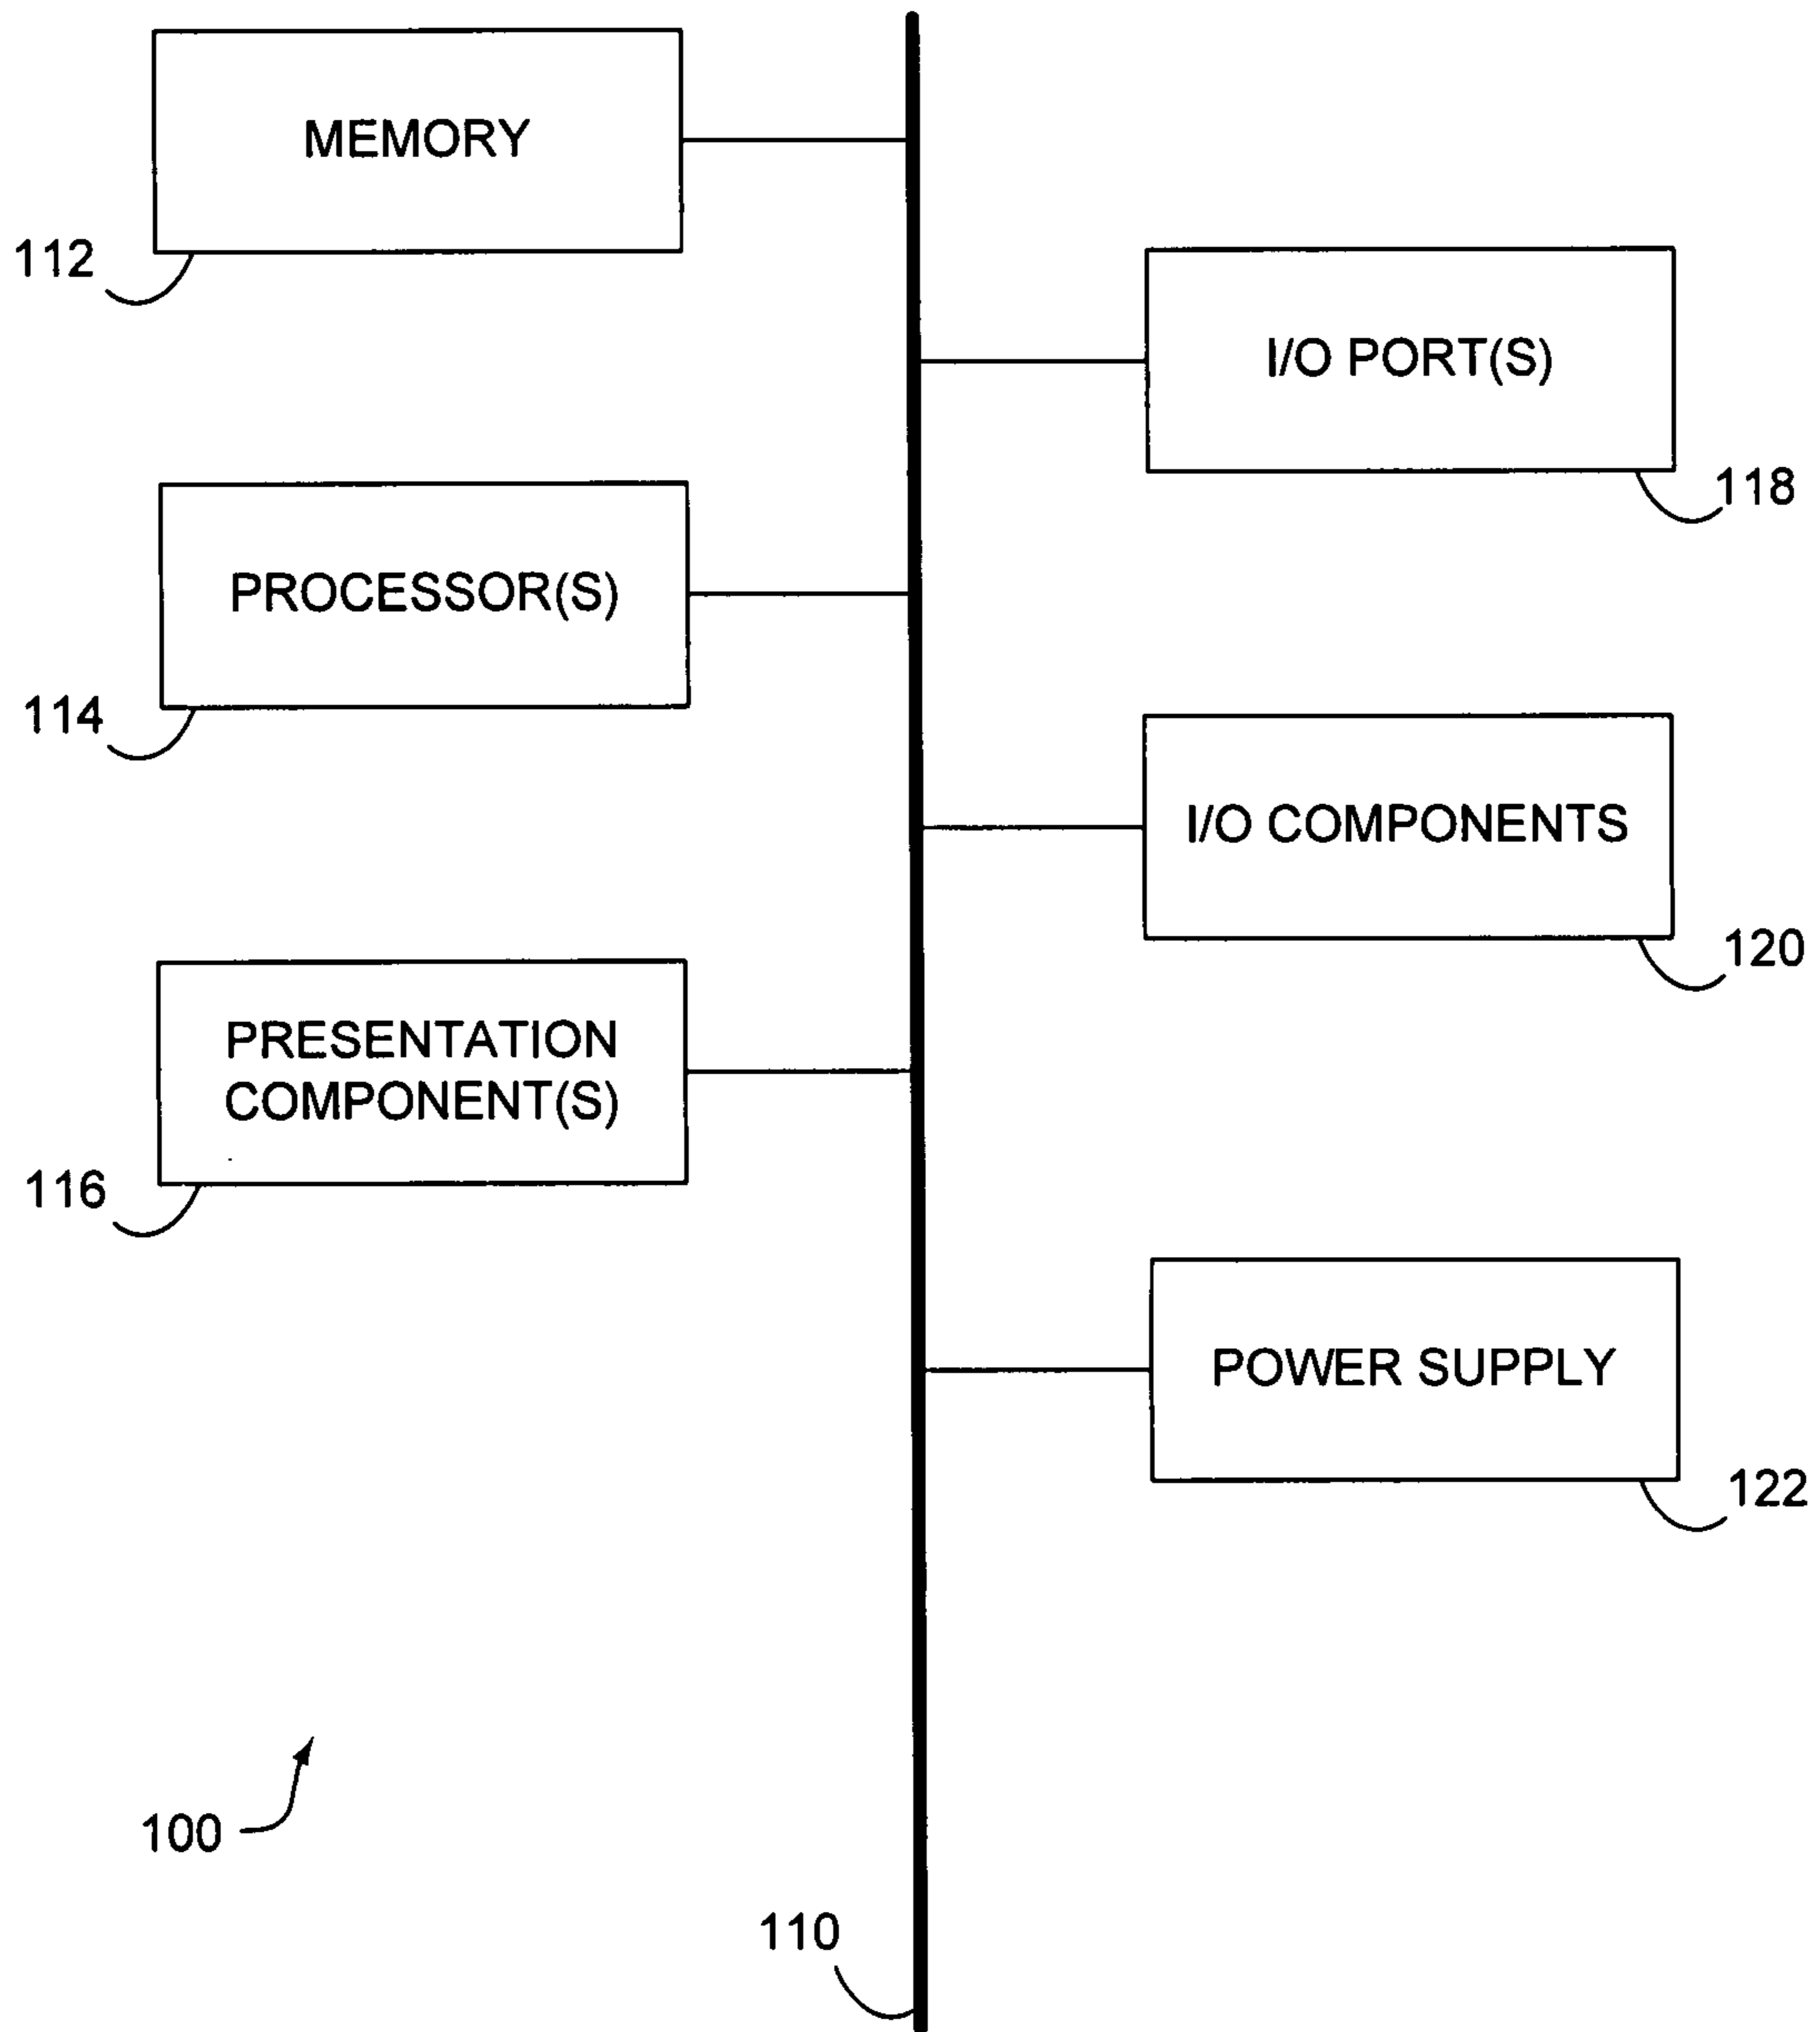 MEMORY
112
I/O PORT(S)
118
PROCESSOR(S)
114
I/O COMPONENTS
120
PRESENTATION
COMPONENT(S)
116
POWER SUPPLY
122
100
110